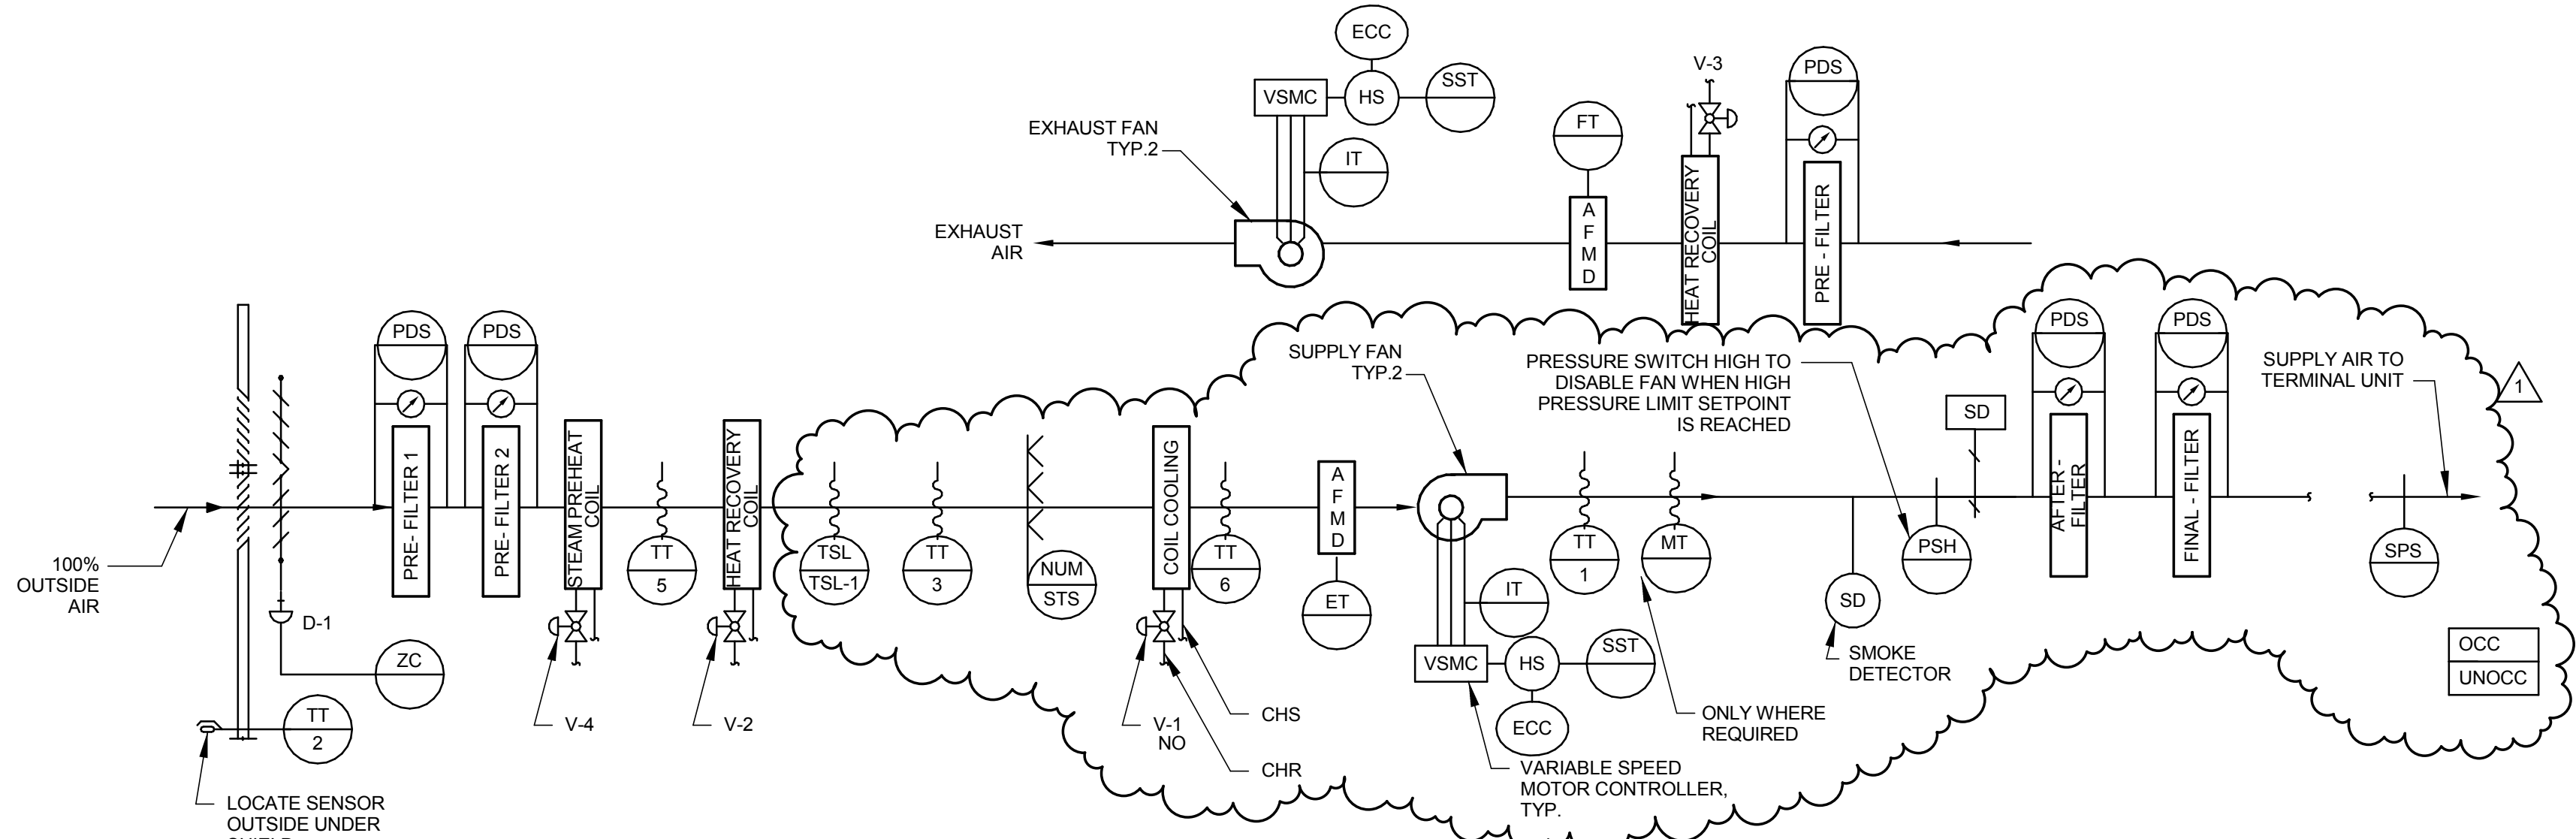 ECC
VSMC
HS
SST
V-3
PDS
EXHAUST FAN
TYP.2
IT
FT
EXHAUST
AIR
A
F
M
D
HEAT RECOVERY
COIL
PRE - FILTER
PDS
PDS
PRE- FILTER 1
PRE- FILTER 2
STEAM PREHEAT
COIL
TT
5
HEAT RECOVERY
COIL
TSL
TSL-1
TT
3
NUM
STS
COIL COOLING
TT
6
A
F
M
D
ET
SUPPLY FAN
TYP.2
PRESSURE SWITCH HIGH TO
DISABLE FAN WHEN HIGH
PRESSURE LIMIT SETPOINT
IS REACHED
SD
PDS
PDS
SUPPLY AIR TO
TERMINAL UNIT
1
AFTER -
FILTER
FINAL - FILTER
TT
1
MT
PSH
SPS
SD
SMOKE
DETECTOR
IT
VSMC
HS
SST
ECC
ONLY WHERE
REQUIRED
OCC
UNOCC
100%
OUTSIDE
AIR
D-1
ZC
TT
2
V-4
V-2
V-1
NO
CHS
CHR
VARIABLE SPEED
MOTOR CONTROLLER,
TYP.
LOCATE SENSOR
OUTSIDE UNDER